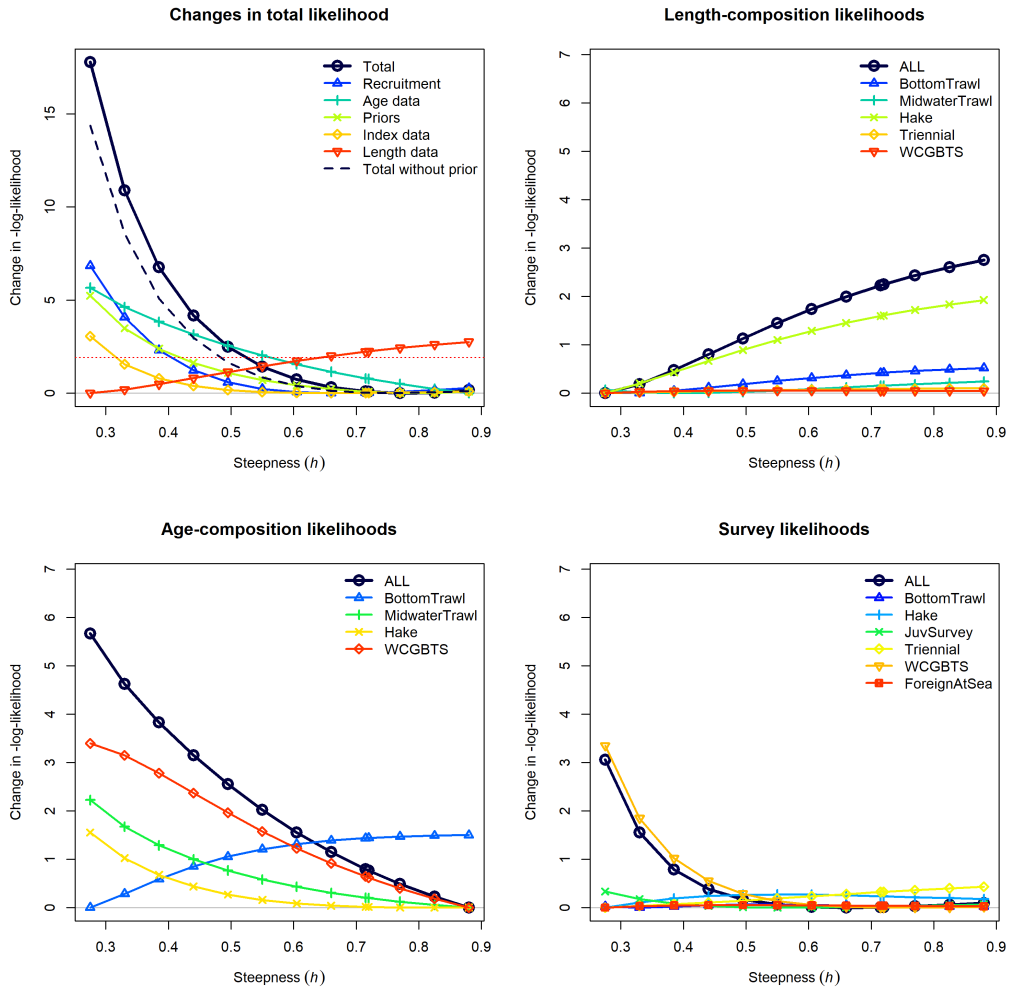 Changes in total likelihood
Change in -log-likelihood
15
10
5
0
Total
Recruitment
Age data
Priors
Index data
Length data
Total without prior
0.3 0.4 0.5 0.6 0.7 0.8 0.9
Steepness (h)
Length-composition likelihoods
Change in -log-likelihood
7
6
5
4
3
2
1
0
ALL
BottomTrawl
MidwaterTrawl
Hake
Triennial
WCGBTS
0.3 0.4 0.5 0.6 0.7 0.8 0.9
Steepness (h)
Age-composition likelihoods
Change in -log-likelihood
7
6
5
4
3
2
1
0
ALL
BottomTrawl
MidwaterTrawl
Hake
WCGBTS
0.3 0.4 0.5 0.6 0.7 0.8 0.9
Steepness (h)
Survey likelihoods
Change in -log-likelihood
7
6
5
4
3
2
1
0
ALL
BottomTrawl
Hake
JuvSurvey
Triennial
WCGBTS
ForeignAtSea
0.3 0.4 0.5 0.6 0.7 0.8 0.9
Steepness (h)